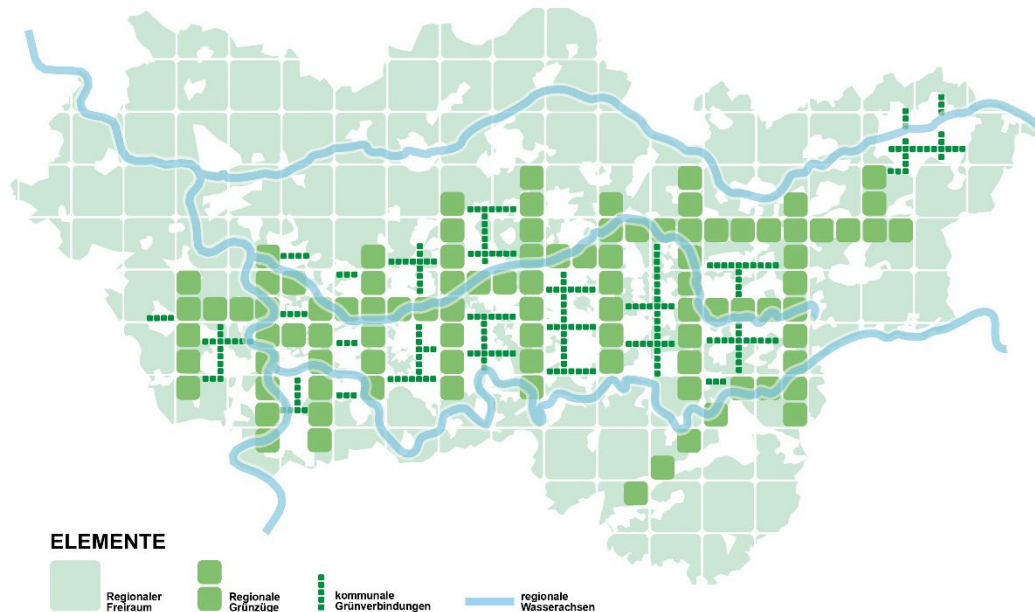 ELEMENTE
Regionaler
Freiraum
Regionale
Grünzüge
kommunale
Grünverbindungen
regionale
Wasserachsen